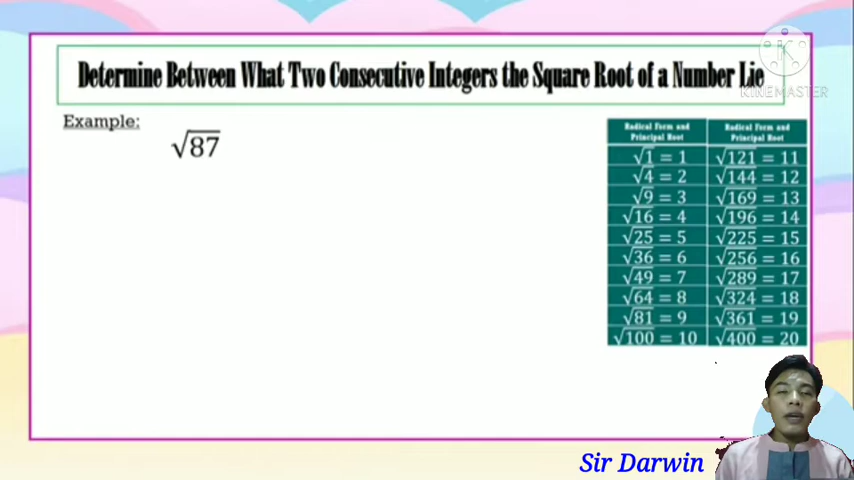 Determine Between What Two Consecutive Integers the Square Root of a Number Lie
KINEMASTER
Example:
√87
Radical Form and Principal Root
Radical Form and Principal Root
√1 = 1 √121 = 11
√4 = 2 √144 = 12
√9 = 3 √169 = 13
√16 = 4 √196 = 14
√25 = 5 √225 = 15
√36 = 6 √256 = 16
√49 = 7 √289 = 17
√64 = 8 √324 = 18
√81 = 9 √361 = 19
√100 = 10 √400 = 20
Sir Darwin